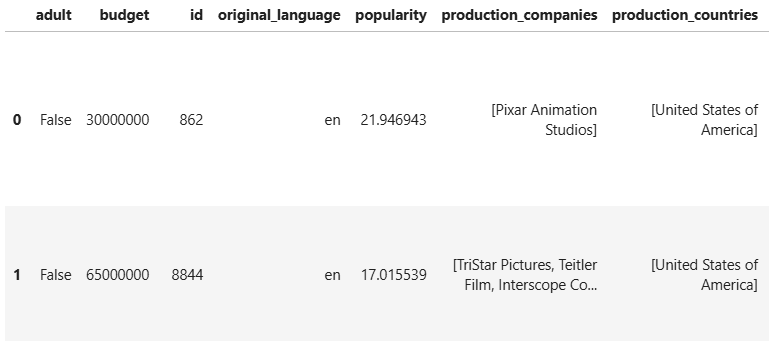 adult budget id original_language popularity production_companies production_countries
0 False 30000000 862 en 21.946943 [Pixar Animation Studios] [United States of America]
1 False 65000000 8844 en 17.015539 [TriStar Pictures, Teitler Film, Interscope Co... [United States of America]